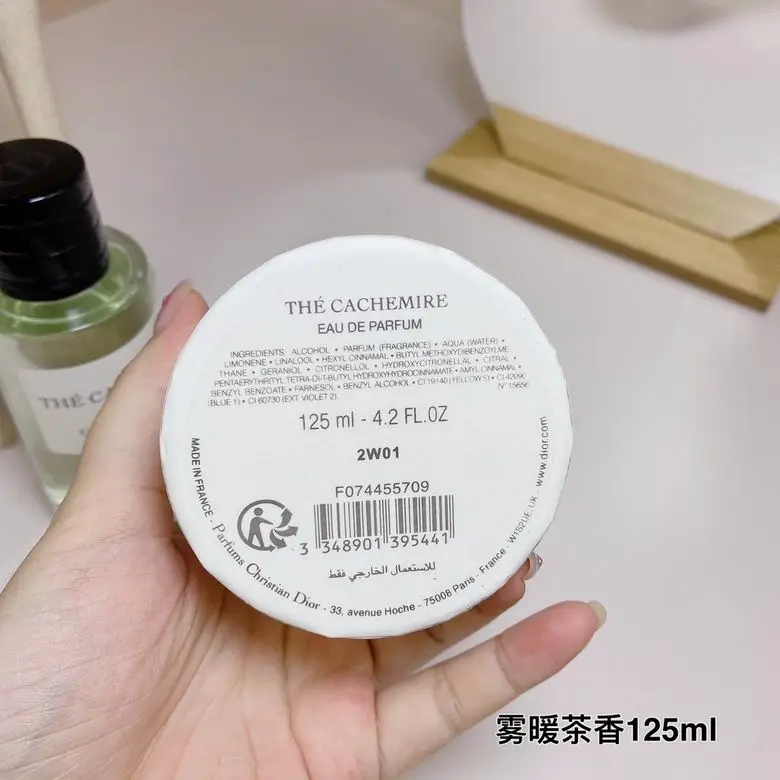 THÉ CACHEMIRE
EAU DE PARFUM
INGREDIENTS: ALCOHOL • PARFUM (FRAGRANCE) • AQUA (WATER) •
LIMONENE • LINALOOL • HEXYL CINNAMAL • BUTYL METHOXYDIBENZOYLME
THANE • GERANIOL • CITRONELLOL • HYDROXYCITRONELLAL • CITRAL •
PENTAERYTHRITYL TETRA-DI-T-BUTYL HYDROXYHYDROCINNAMATE • AMYL CINNAMAL •
BENZYL BENZOATE • FARNESOL • BENZYL ALCOHOL • CI 19140 (YELLOW 5) • CI 42090
(BLUE 1) • CI 60730 (EXT. VIOLET 2)
125 ml - 4.2 FL.OZ
2W01
F074455709
3 348901 395441
للاستعمال الخارجي فقط
MADE IN FRANCE - Parfums Christian Dior - 33, avenue Hoche - 75008 Paris - France - W1S2UE, UK - www.dior.com
THÉ CA
雾暖茶香125ml